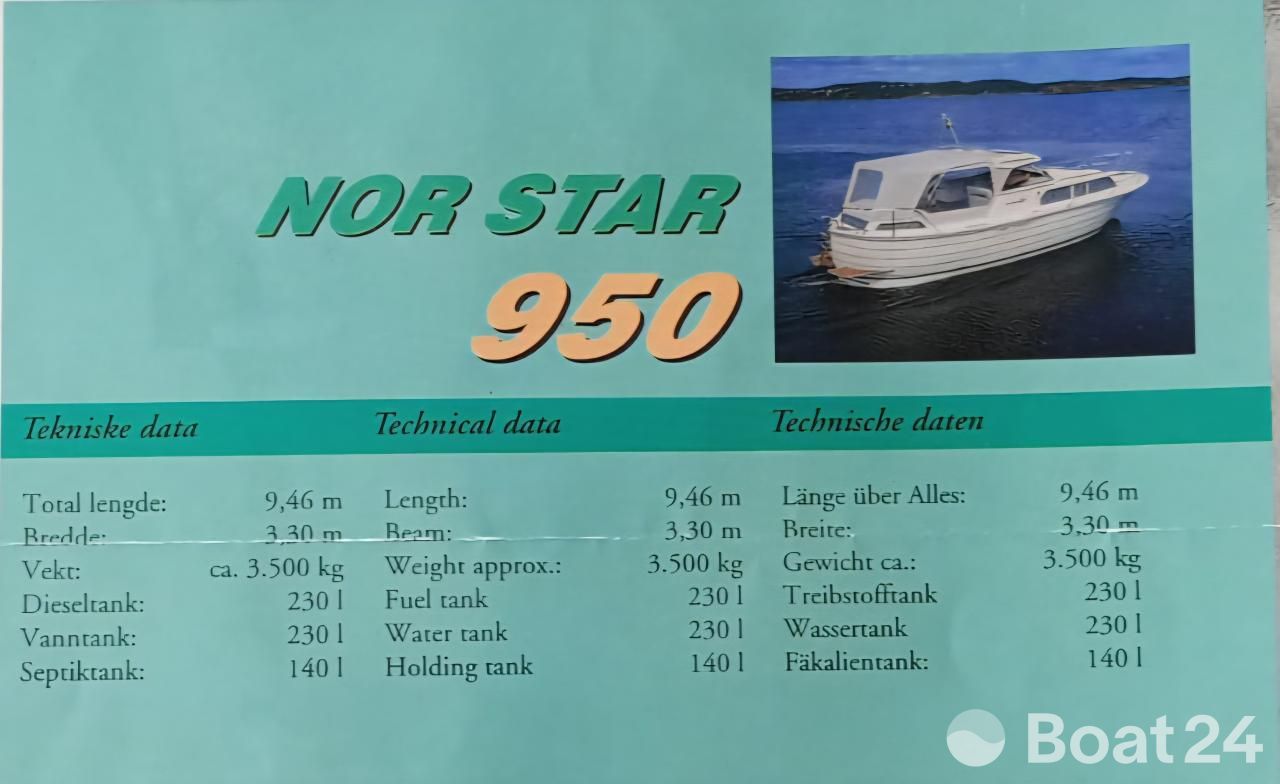 NOR STAR
950
Tekniske data Technical data Technische daten
Total lengde: 9,46 m Length: 9,46 m Länge über Alles: 9,46 m
Bredde: 3,30 m Beam: 3,30 m Breite: 3,30 m
Vekt: ca. 3.500 kg Weight approx.: 3.500 kg Gewicht ca.: 3.500 kg
Dieseltank: 230 l Fuel tank 230 l Treibstofftank 230 l
Vanntank: 230 l Water tank 230 l Wassertank 230 l
Septiktank: 140 l Holding tank 140 l Fäkalientank: 140 l
Boat24